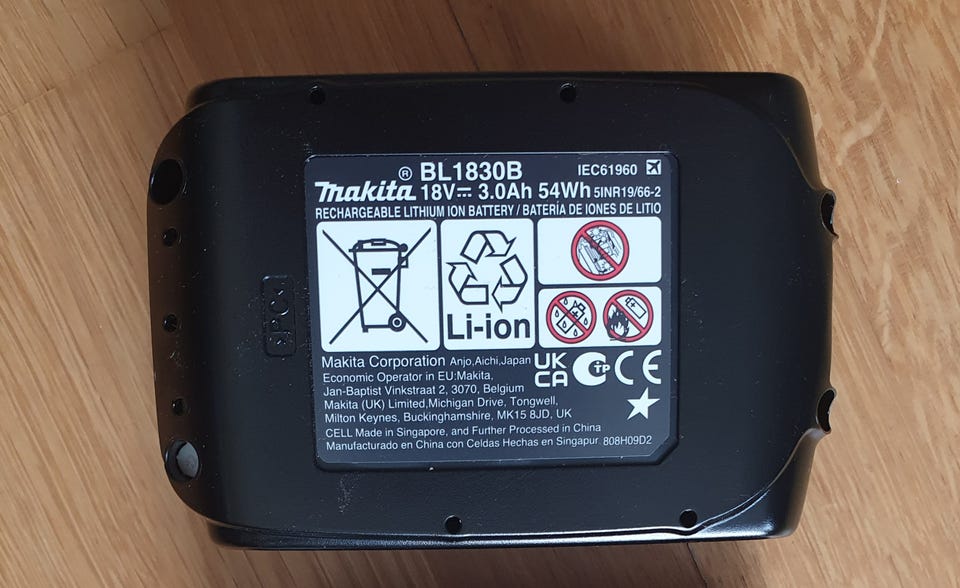 ® BL1830B IEC61960
makita 18V 3.0Ah 54Wh 5INR19/66-2
RECHARGEABLE LITHIUM ION BATTERY / BATERÍA DE IONES DE LITIO
Li-ion
Makita Corporation Anjo,Aichi,Japan
Economic Operator in EU:Makita,
Jan-Baptist Vinkstraat 2, 3070, Belgium
Makita (UK) Limited,Michigan Drive, Tongwell,
Milton Keynes, Buckinghamshire, MK15 8JD, UK
CELL Made in Singapore, and Further Processed in China
Manufacturado en China con Celdas Hechas en Singapur 808H09D2
UK
CA
TP
CE